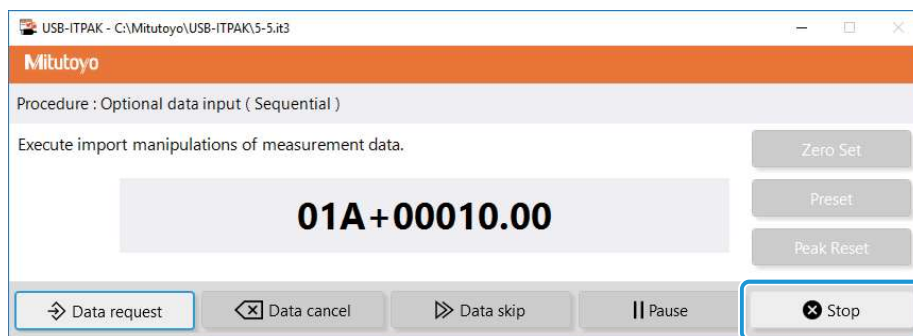 USB-ITPAK - C:\Mitutoyo\USB-ITPAK\5-5.it3
Mitutoyo
Procedure : Optional data input ( Sequential )
Execute import manipulations of measurement data.
Zero Set
01A+00010.00
Preset
Peak Reset
Data request Data cancel Data skip Pause Stop